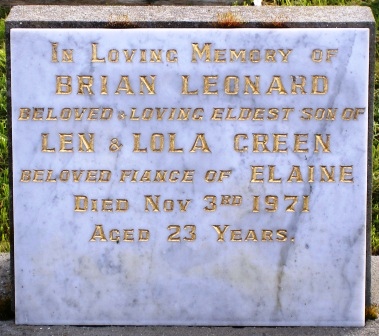 In Loving Memory of
Brian Leonard
Beloved & Loving Eldest Son of
Len & Lola Green
Beloved Fiance of Elaine
Died Nov 3rd 1971
Aged 23 Years.